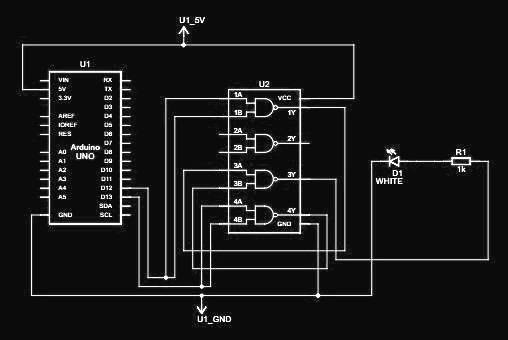 U1_5V
U1
VIN RX
5V TX
3.3V D2
D3
AREF D4
IOREF D5
RES D6
D7
A0 D8
A1 D9
A2 D10
A3 D11
A4 D12
A5 D13
SDA
GND SCL
Arduino
UNO
U2
1A VCC
1B 1Y
2A
2B 2Y
3A
3B 3Y
4A
4B 4Y
GND
D1
WHITE
R1
1k
U1_GND